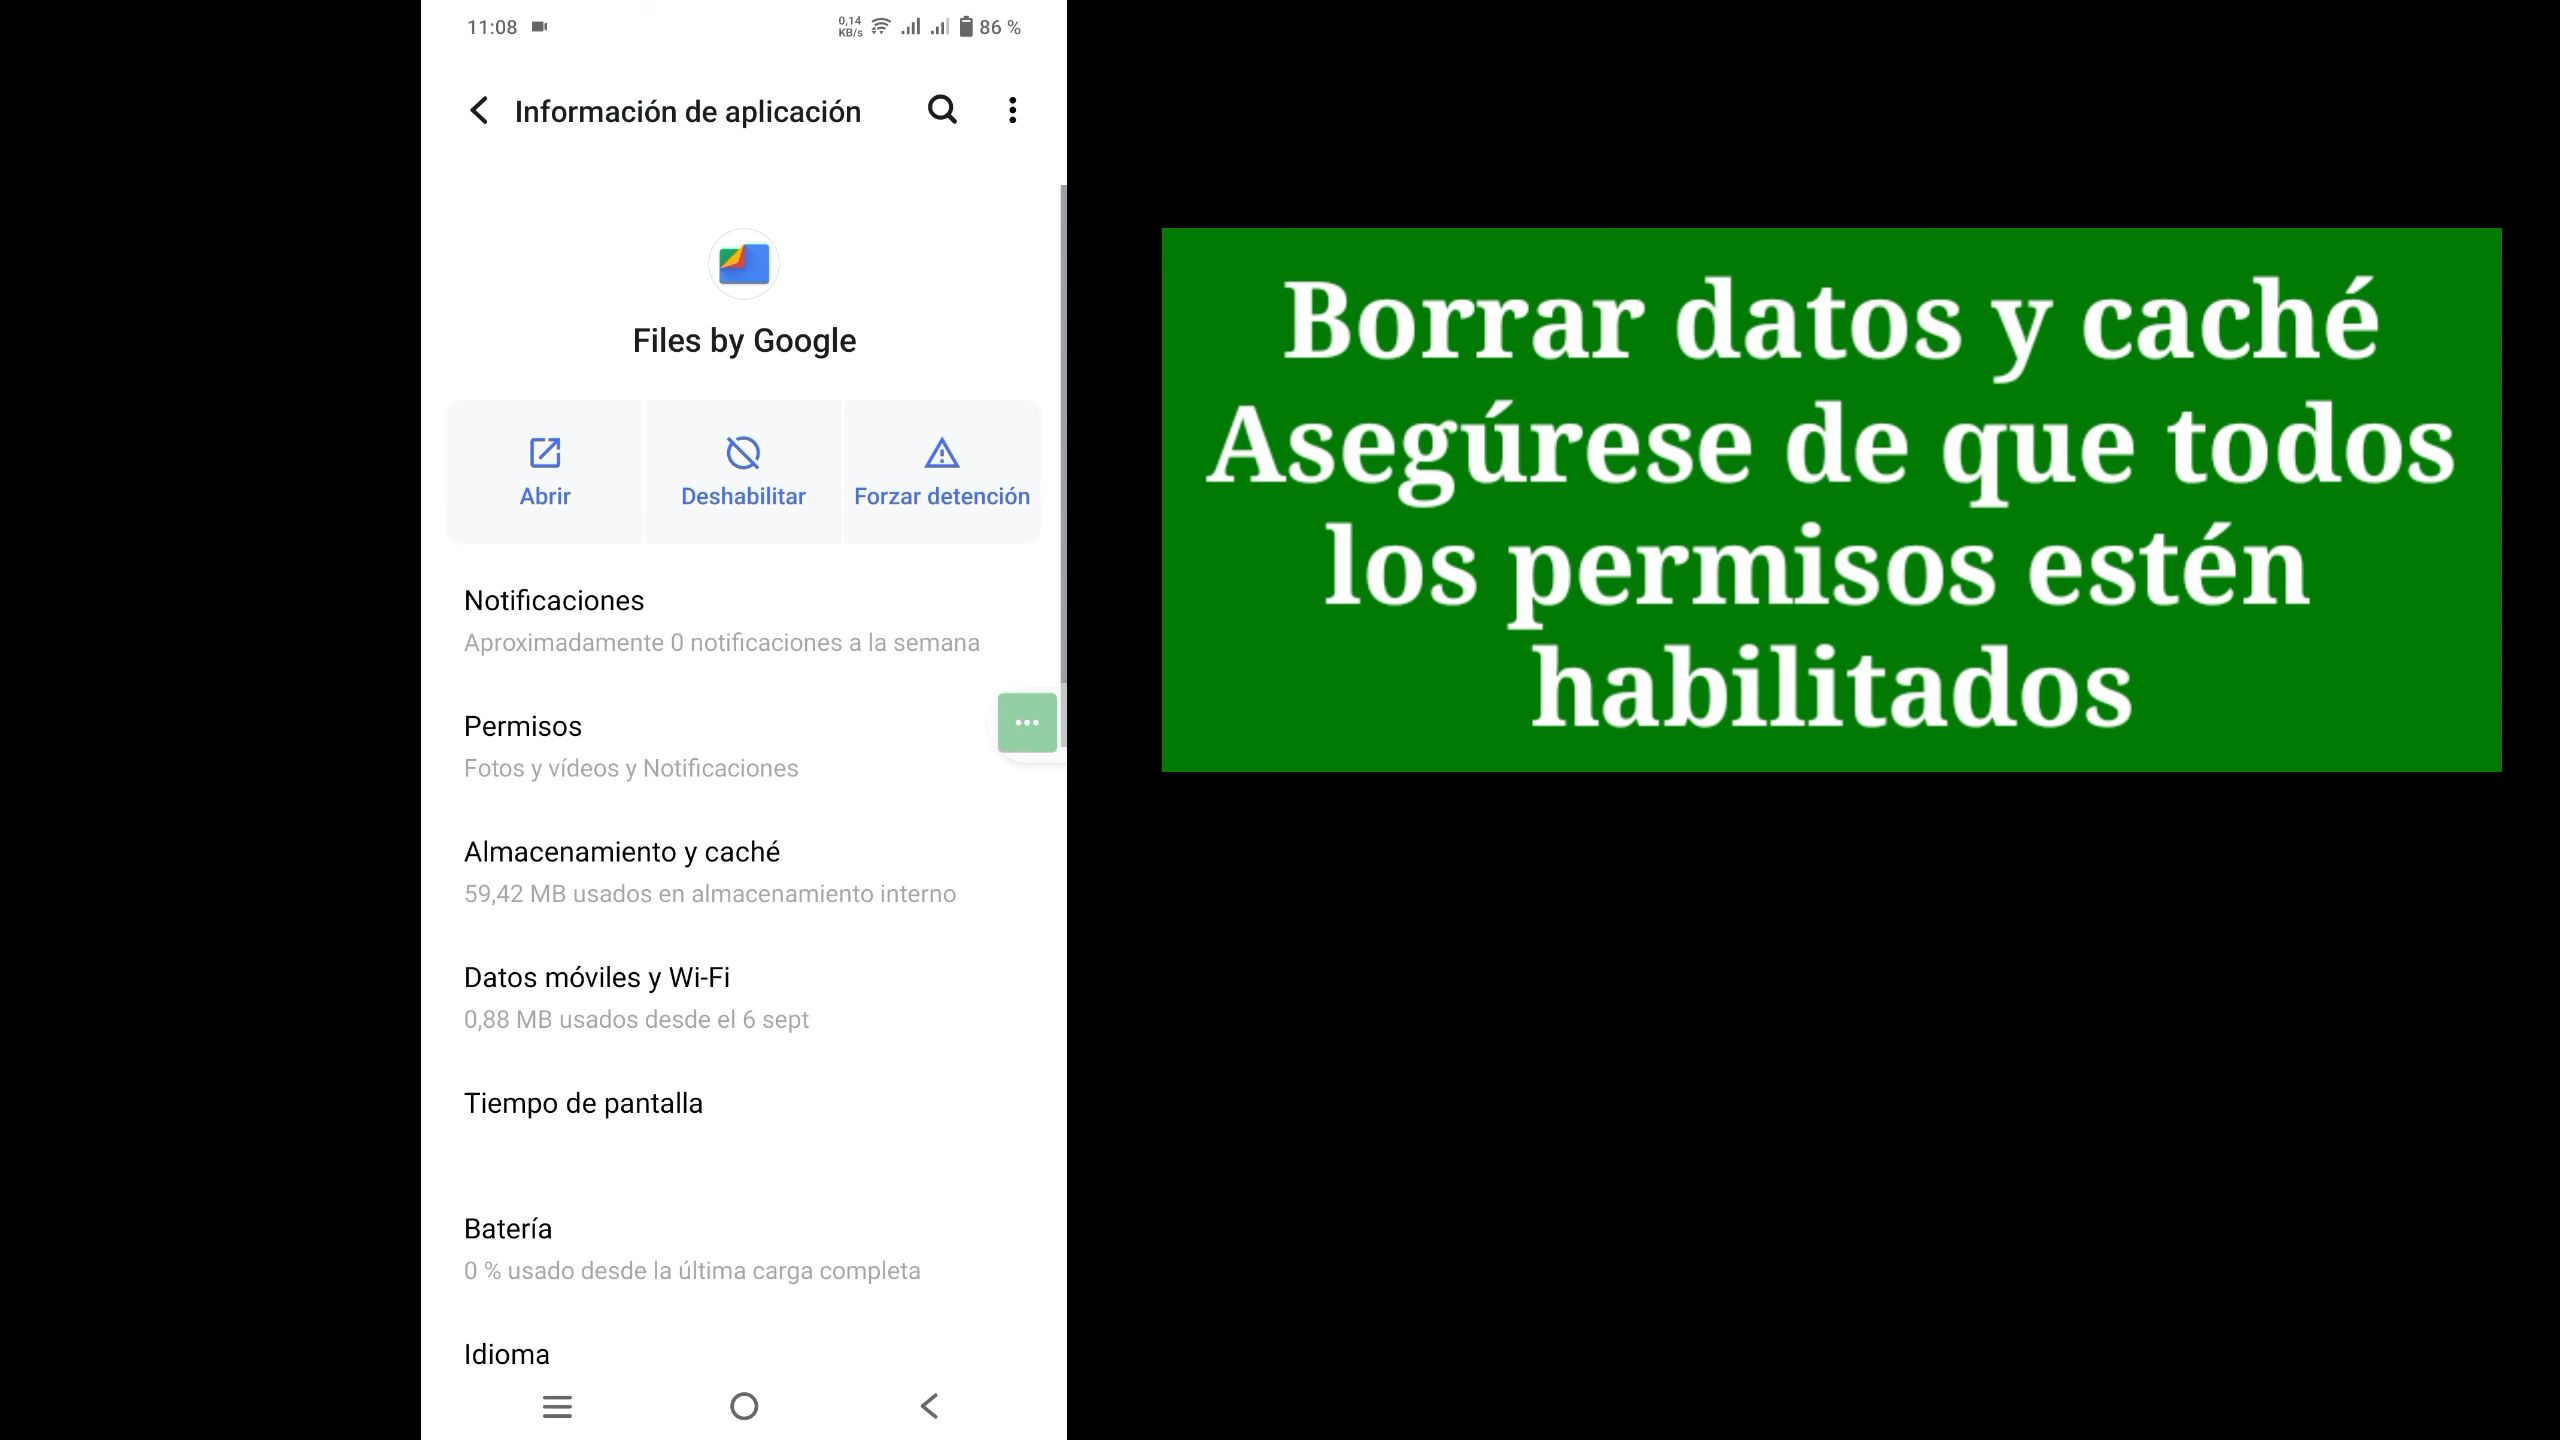 11:08
0,14
KB/s
86 %
Información de aplicación
Files by Google
Abrir
Deshabilitar
Forzar detención
Notificaciones
Aproximadamente 0 notificaciones a la semana
Permisos
Fotos y vídeos y Notificaciones
Almacenamiento y caché
59,42 MB usados en almacenamiento interno
Datos móviles y Wi-Fi
0,88 MB usados desde el 6 sept
Tiempo de pantalla
Batería
0 % usado desde la última carga completa
Idioma
Borrar datos y caché
Asegúrese de que todos
los permisos estén
habilitados